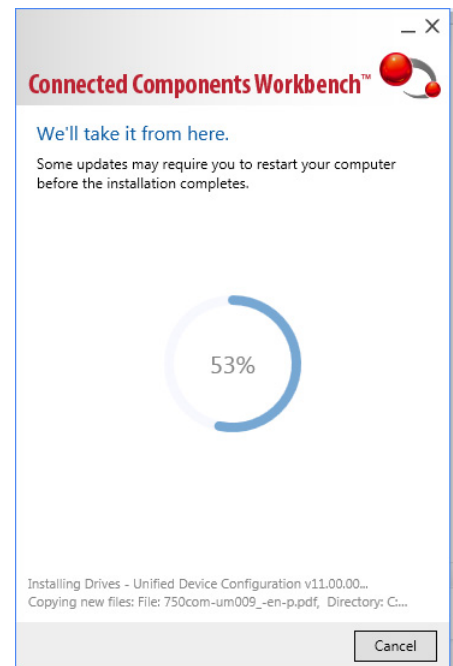 Connected Components Workbench™
We'll take it from here.
Some updates may require you to restart your computer
before the installation completes.
53%
Installing Drives - Unified Device Configuration v11.00.00...
Copying new files: File: 750com-um009_-en-p.pdf, Directory: C:...
Cancel